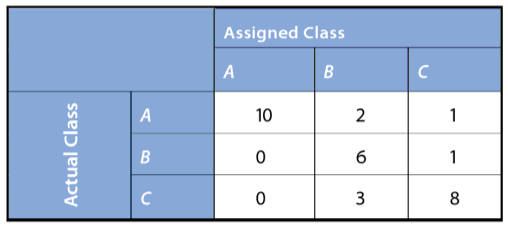 Assigned Class
A B C
Actual Class
A 10 2 1
B 0 6 1
C 0 3 8